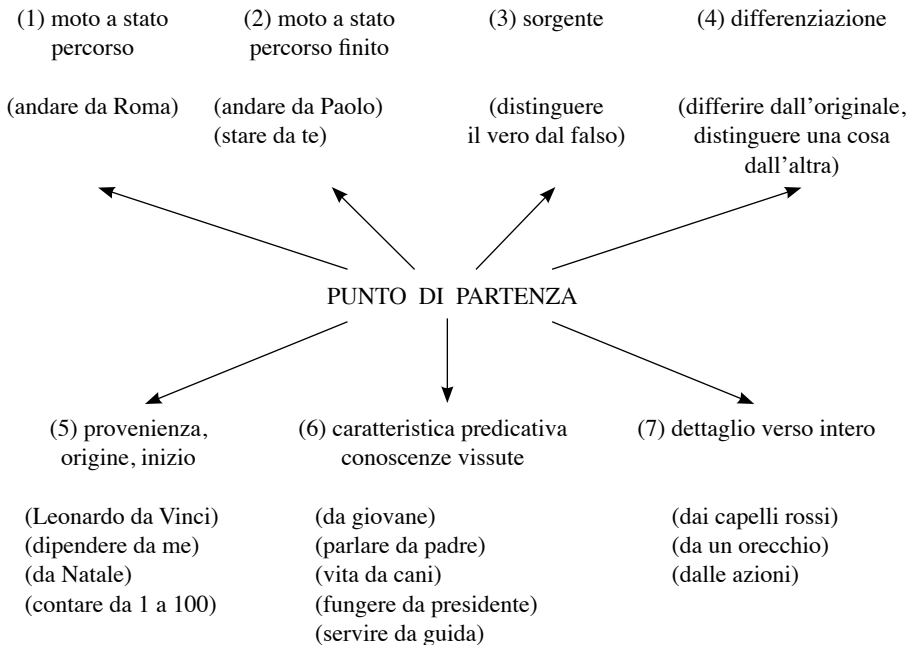 (1) moto a stato
percorso
(2) moto a stato
percorso finito
(3) sorgente
(4) differenziazione
(andare da Roma)
(andare da Paolo)
(stare da te)
(distinguere
il vero dal falso)
(differire dall'originale,
distinguere una cosa
dall'altra)
PUNTO DI PARTENZA
(5) provenienza,
origine, inizio
(6) caratteristica predicativa
conoscenze vissute
(7) dettaglio verso intero
(Leonardo da Vinci)
(dipendere da me)
(da Natale)
(contare da 1 a 100)
(da giovane)
(parlare da padre)
(vita da cani)
(fungere da presidente)
(servire da guida)
(dai capelli rossi)
(da un orecchio)
(dalle azioni)